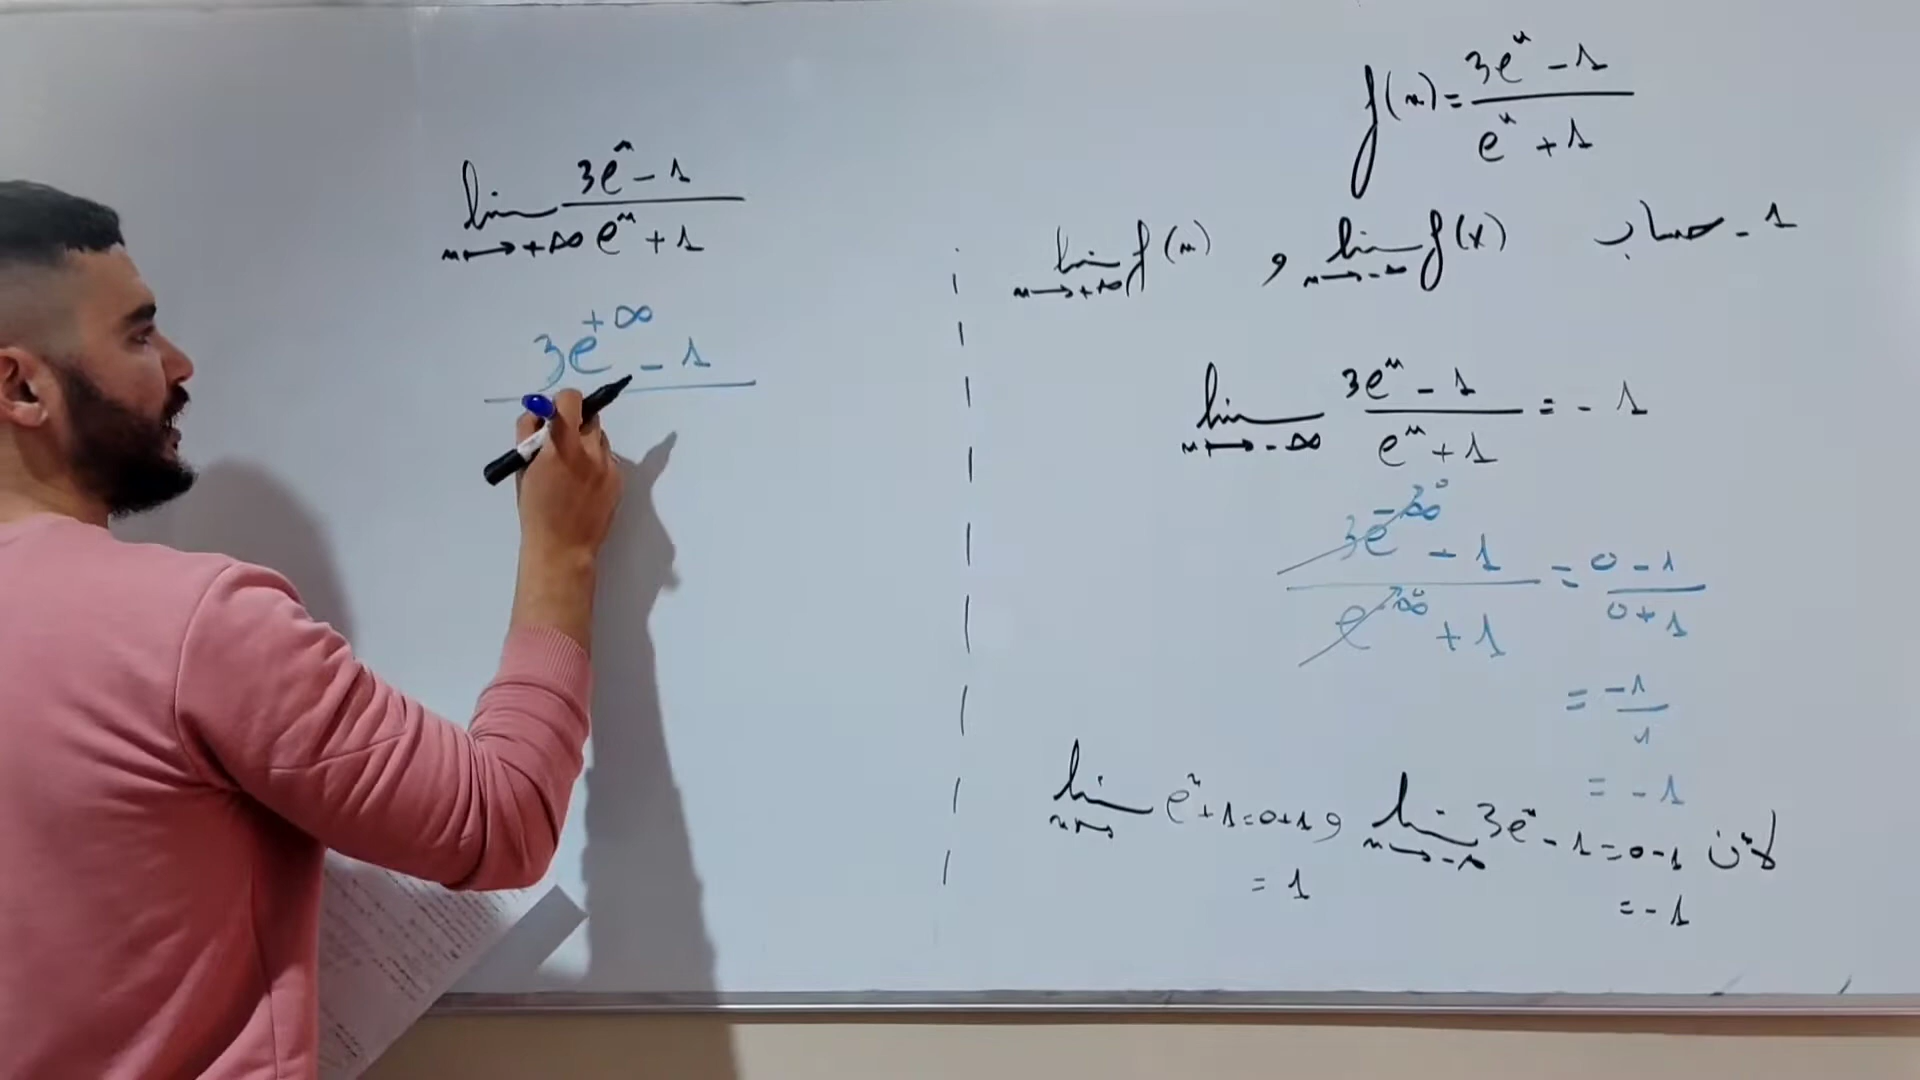 f(x) = (3e^x - 1)/(e^x + 1)
1 - حساب lim_{x→-∞} f(x) و lim_{x→+∞} f(x)
lim_{x→-∞} (3e^x - 1)/(e^x + 1) = -1
(3e^{-∞} - 1)/(e^{-∞} + 1) = (0 - 1)/(0 + 1)
= -1/1
= -1
لأن lim_{x→-∞} 3e^x - 1 = 0 - 1 و lim_{x→} e^x + 1 = 0 + 1
= -1
= 1
lim_{x→+∞} (3e^x - 1)/(e^x + 1)
3e^{+∞} - 1